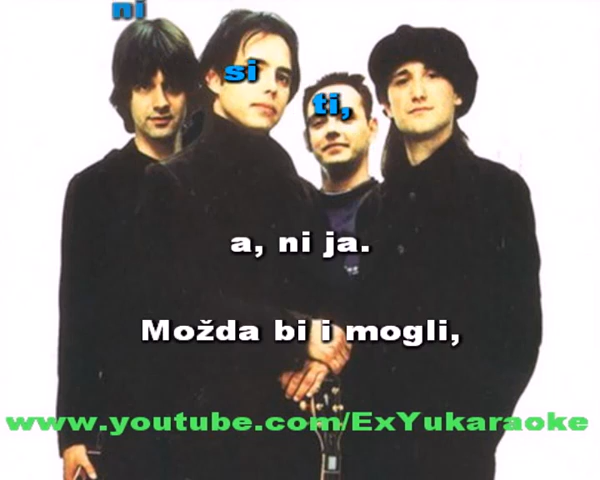 ni
si
ti,
a, ni ja.
Možda bi i mogli,
www.youtube.com/ExYukaraoke